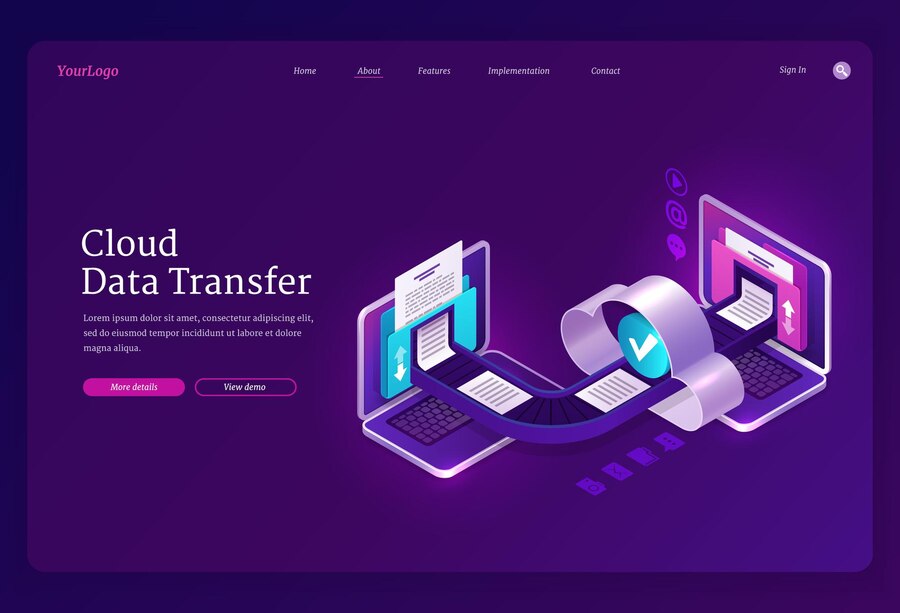 YourLogo
Home
About
Features
Implementation
Contact
Sign In
Cloud
Data Transfer
Lorem ipsum dolor sit amet, consectetur adipiscing elit,
sed do eiusmod tempor incididunt ut labore et dolore
magna aliqua.
More details
View demo